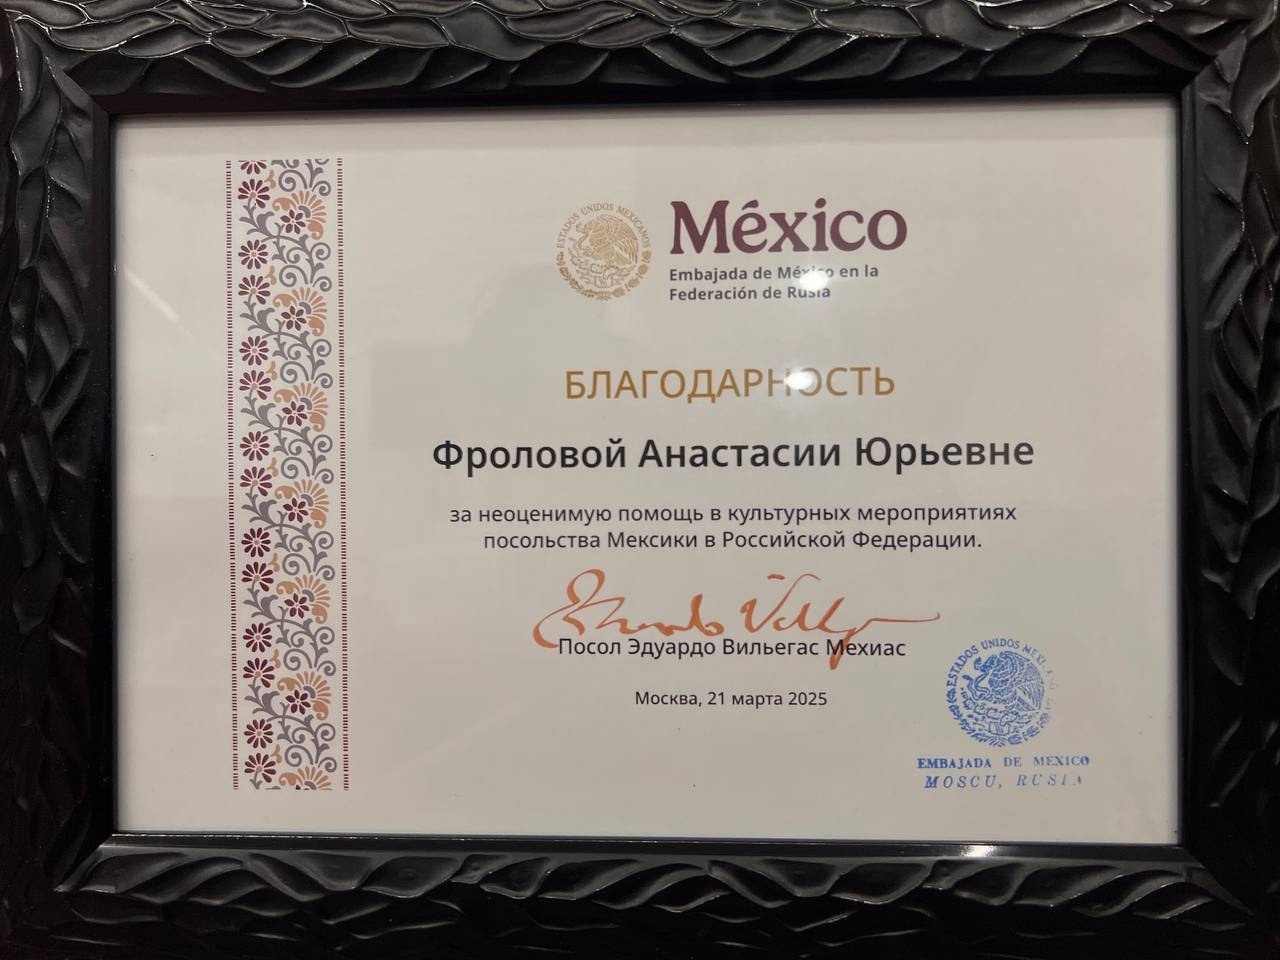 ESTADOS UNIDOS MEXICANOS
México
Embajada de México en la
Federación de Rusia
БЛАГОДАРНОСТЬ
Фроловой Анастасии Юрьевне
за неоценимую помощь в культурных мероприятиях
посольства Мексики в Российской Федерации.
Посол Эдуардо Вильегас Мехиас
Москва, 21 марта 2025
ESTADOS UNIDOS MEXICANOS
EMBAJADA DE MEXICO
MOSCU, RUSIA